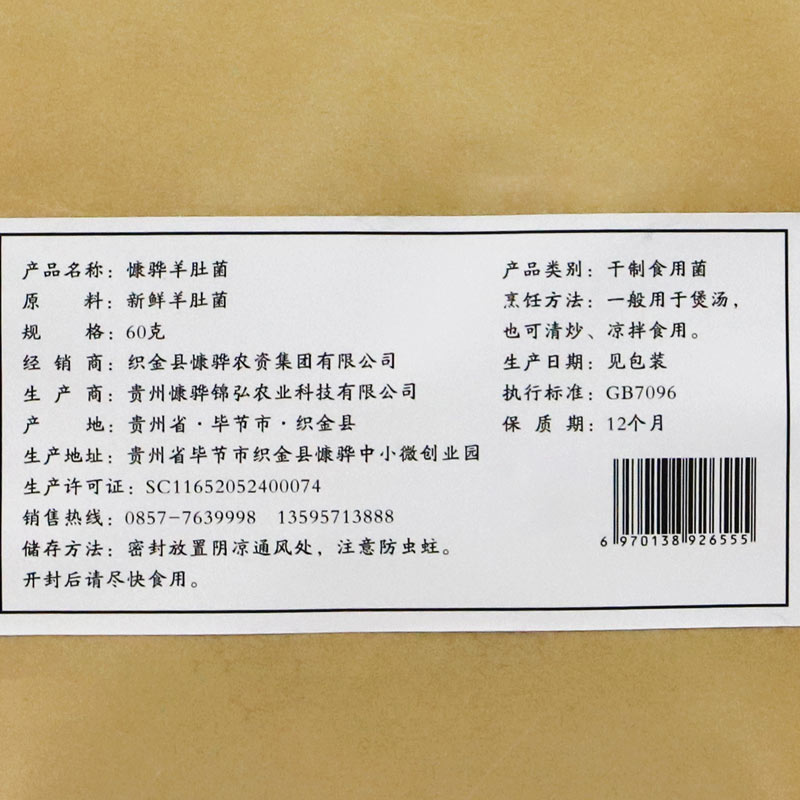 产品名称：慷骅羊肚菌
原　　料：新鲜羊肚菌
规　　格：60克
经 销 商：织金县慷骅农资集团有限公司
生 产 商：贵州慷骅锦弘农业科技有限公司
产　　地：贵州省·毕节市·织金县
生产地址：贵州省毕节市织金县慷骅中小微创业园
生产许可证：SC11652052400074
销售热线：0857-7639998　13595713888
储存方法：密封放置阴凉通风处，注意防虫蛀。
开封后请尽快食用。
产品类别：干制食用菌
烹饪方法：一般用于煲汤，
也可清炒、凉拌食用。
生产日期：见包装
执行标准：GB7096
保 质 期：12个月
6 970138 926555